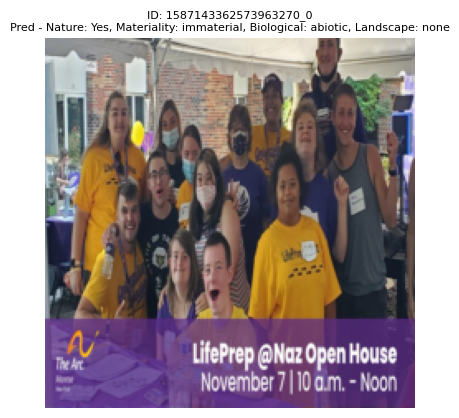 ID: 1587143362573963270_0
Pred - Nature: Yes, Materiality: immaterial, Biological: abiotic, Landscape: none
LifePrep
The Arc.
LifePrep @Naz Open House
November 7 | 10 a.m. - Noon